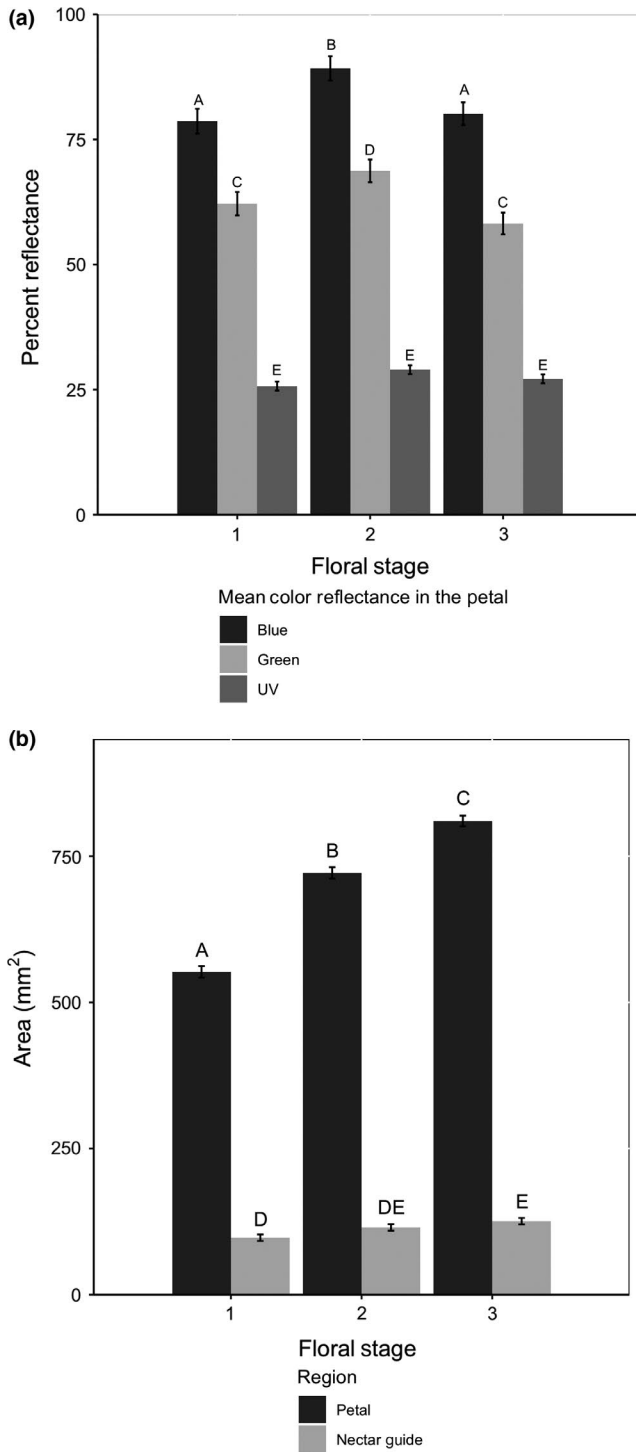 (a)
100
75
50
25
0
Percent reflectance
A
C
E
B
D
E
A
C
E
1 2 3
Floral stage
Mean color reflectance in the petal
Blue
Green
UV
(b)
750
500
250
0
Area (mm²)
A
D
B
DE
C
E
1 2 3
Floral stage
Region
Petal
Nectar guide